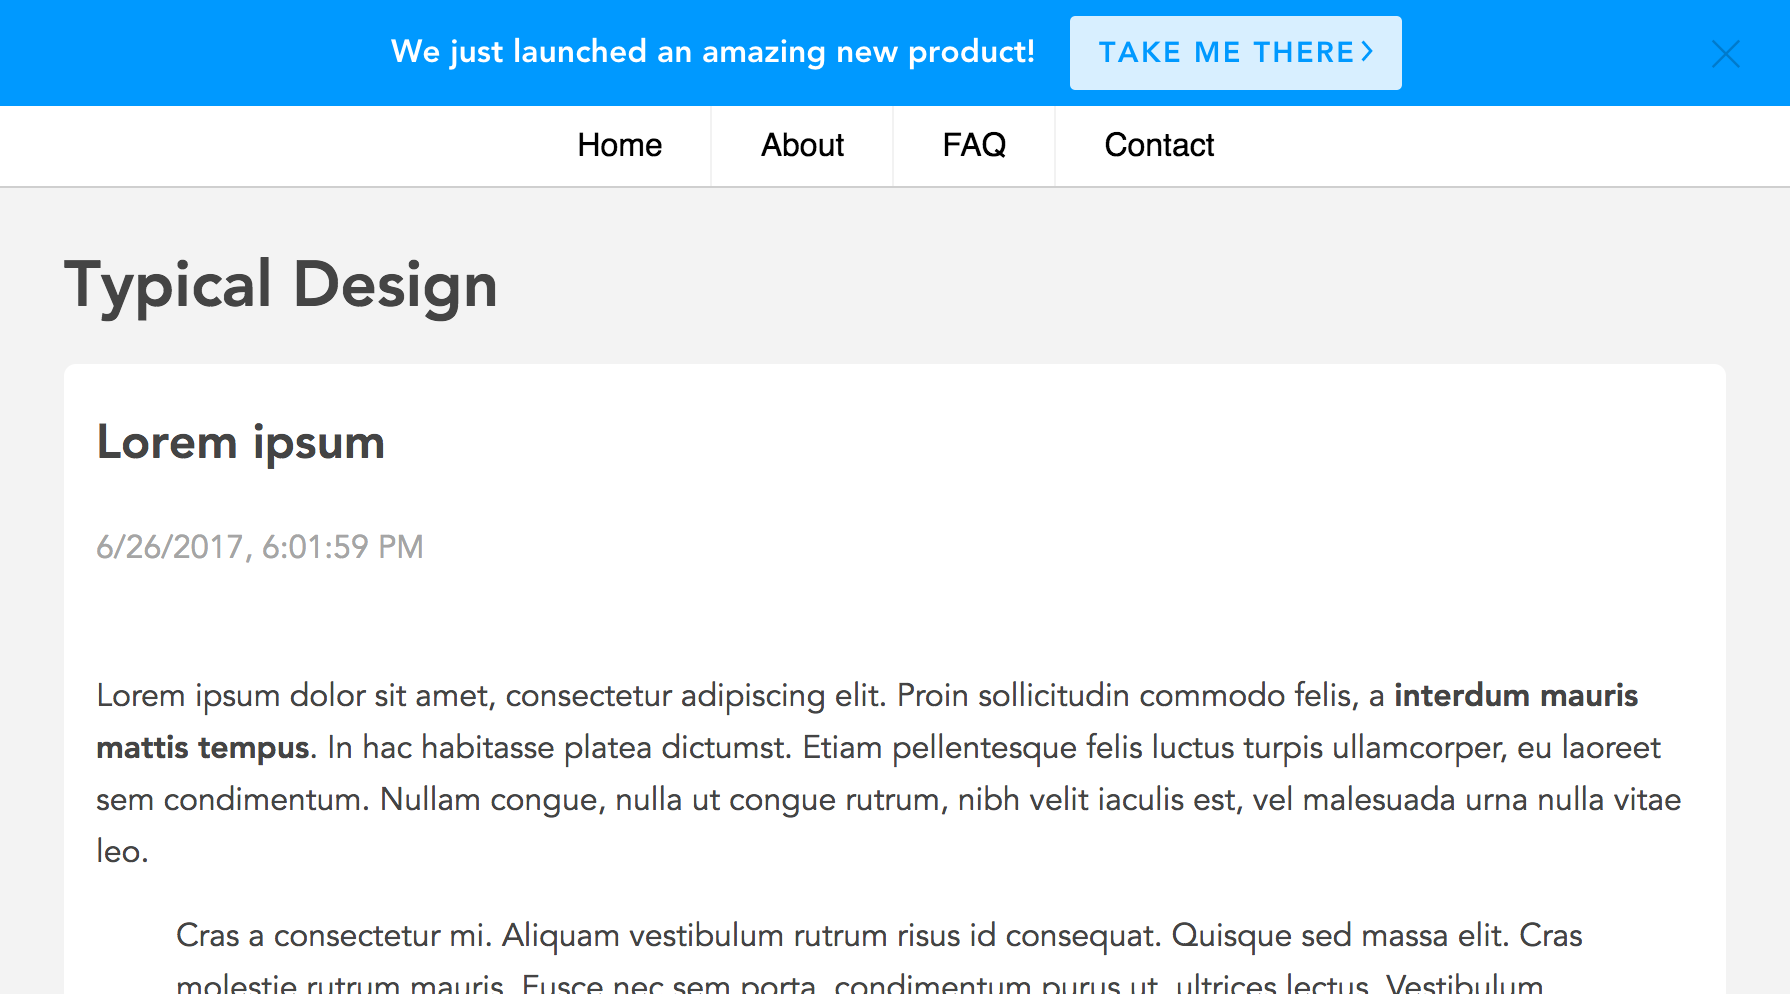 We just launched an amazing new product! TAKE ME THERE >
Home About FAQ Contact
Typical Design
Lorem ipsum
6/26/2017, 6:01:59 PM
Lorem ipsum dolor sit amet, consectetur adipiscing elit. Proin sollicitudin commodo felis, a interdum mauris
mattis tempus. In hac habitasse platea dictumst. Etiam pellentesque felis luctus turpis ullamcorper, eu laoreet
sem condimentum. Nullam congue, nulla ut congue rutrum, nibh velit iaculis est, vel malesuada urna nulla vitae
leo.
Cras a consectetur mi. Aliquam vestibulum rutrum risus id consequat. Quisque sed massa elit. Cras
molestie rutrum mauris. Fusce nec sem porta, condimentum purus ut, ultrices lectus. Vestibulum